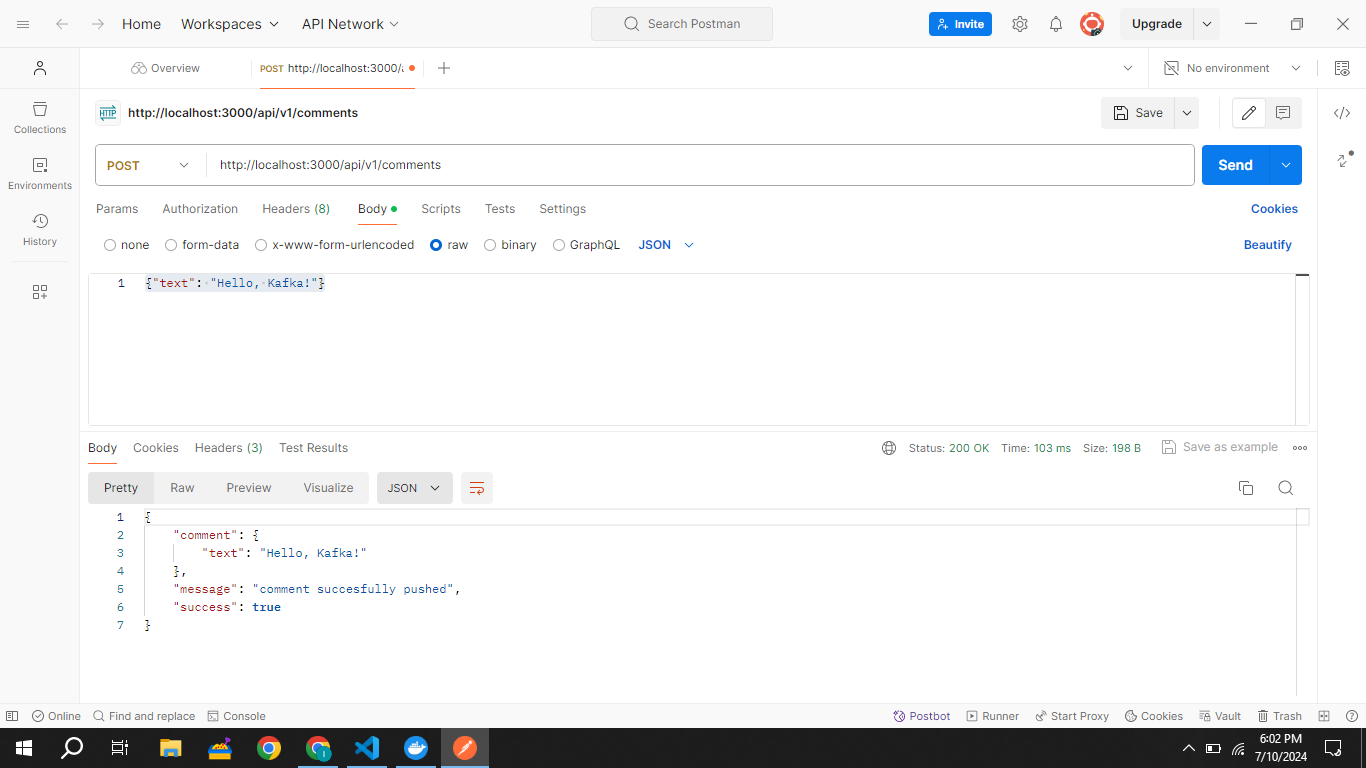 Home Workspaces API Network Search Postman Invite Upgrade
Overview POST http://localhost:3000/a No environment
HTTP http://localhost:3000/api/v1/comments Save
Collections
POST http://localhost:3000/api/v1/comments Send
Environments
Params Authorization Headers (8) Body Scripts Tests Settings Cookies
History
none form-data x-www-form-urlencoded raw binary GraphQL JSON Beautify
1 {"text": "Hello, Kafka!"}
Body Cookies Headers (3) Test Results Status: 200 OK Time: 103 ms Size: 198 B Save as example
Pretty Raw Preview Visualize JSON
1 {
2 "comment": {
3 "text": "Hello, Kafka!"
4 },
5 "message": "comment succesfully pushed",
6 "success": true
7 }
Online Find and replace Console Postbot Runner Start Proxy Cookies Vault Trash
6:02 PM
7/10/2024